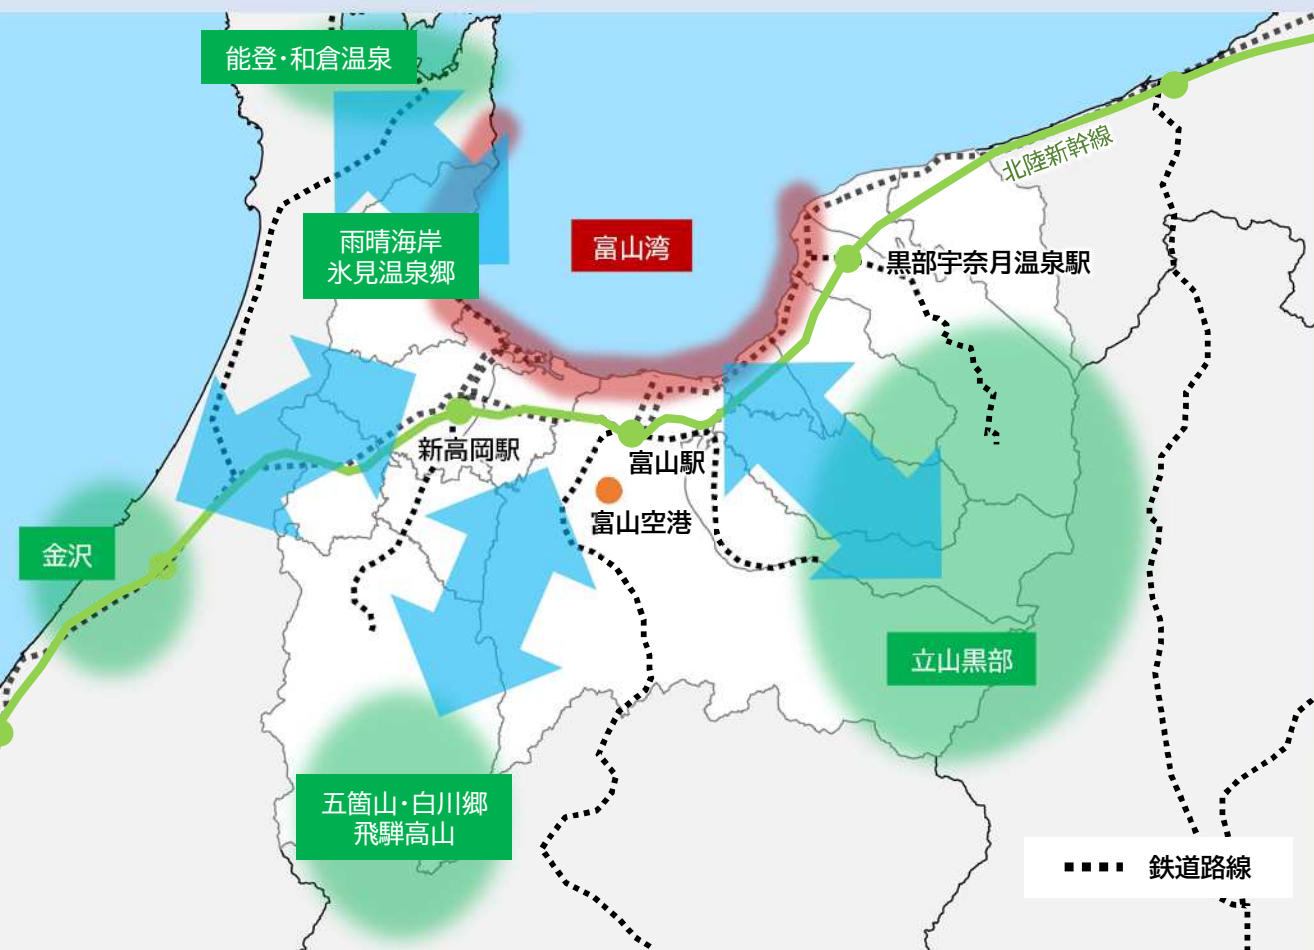 能登・和倉温泉
北陸新幹線
雨晴海岸
氷見温泉郷
富山湾
黒部宇奈月温泉駅
新高岡駅
富山駅
富山空港
金沢
立山黒部
五箇山・白川郷
飛騨高山
鉄道路線